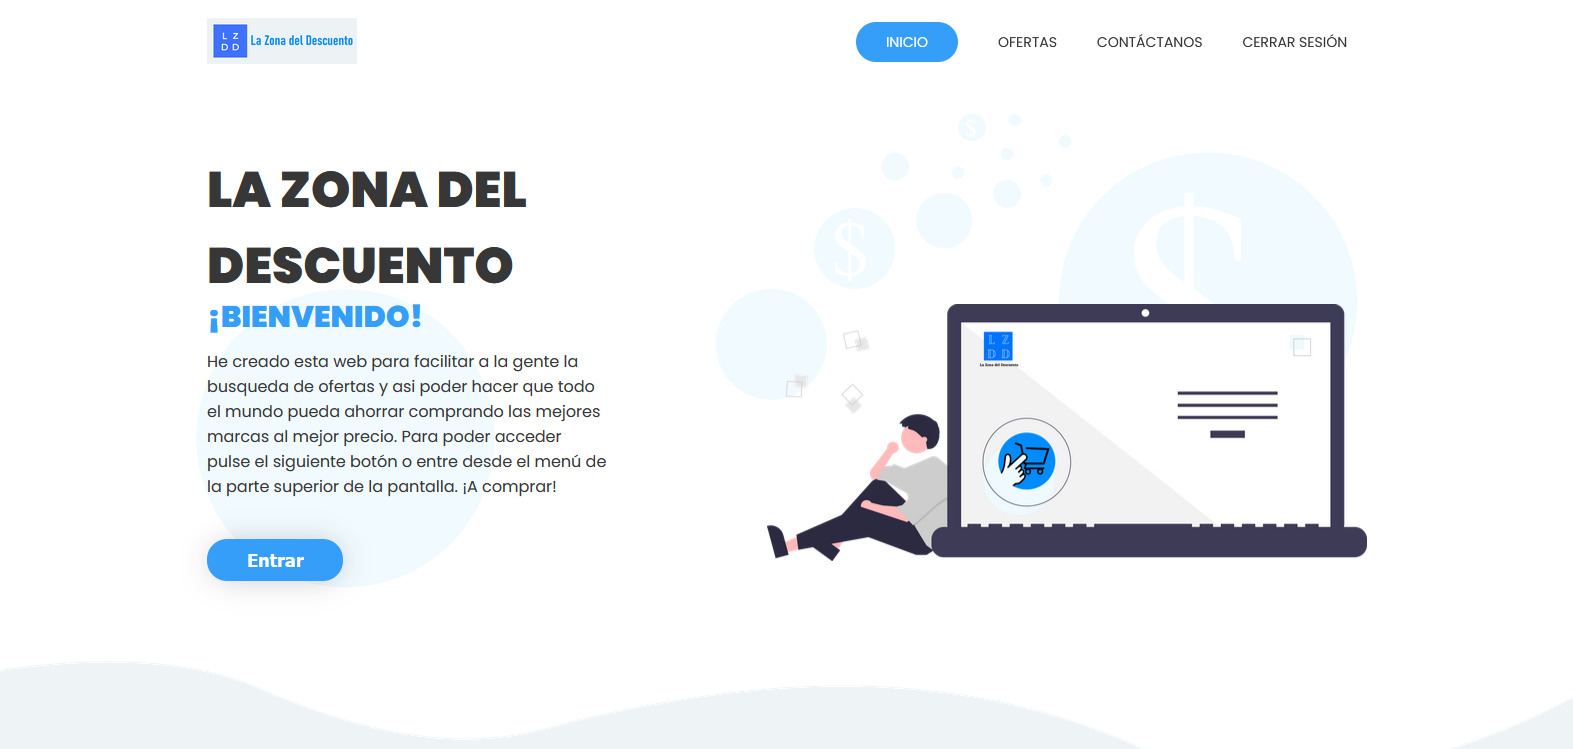 L Z
D D
La Zona del Descuento
INICIO
OFERTAS
CONTÁCTANOS
CERRAR SESIÓN
LA ZONA DEL
DESCUENTO
¡BIENVENIDO!
He creado esta web para facilitar a la gente la
busqueda de ofertas y asi poder hacer que todo
el mundo pueda ahorrar comprando las mejores
marcas al mejor precio. Para poder acceder
pulse el siguiente botón o entre desde el menú de
la parte superior de la pantalla. ¡A comprar!
Entrar
$
$
$
L Z
D D
La Zona del Descuento